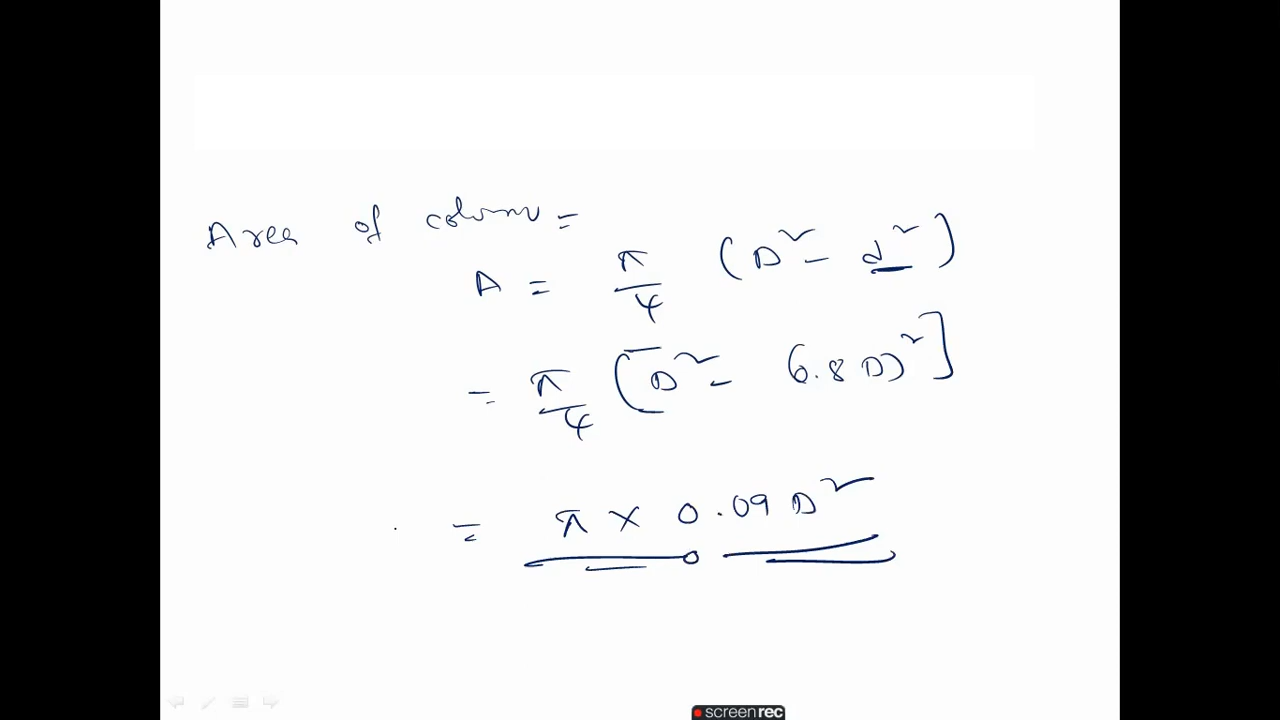 Area of column =
A = π/4 (D² - d²)
= π/4 [D² - (0.8 D)²]
= π × 0.09 D²
screenrec